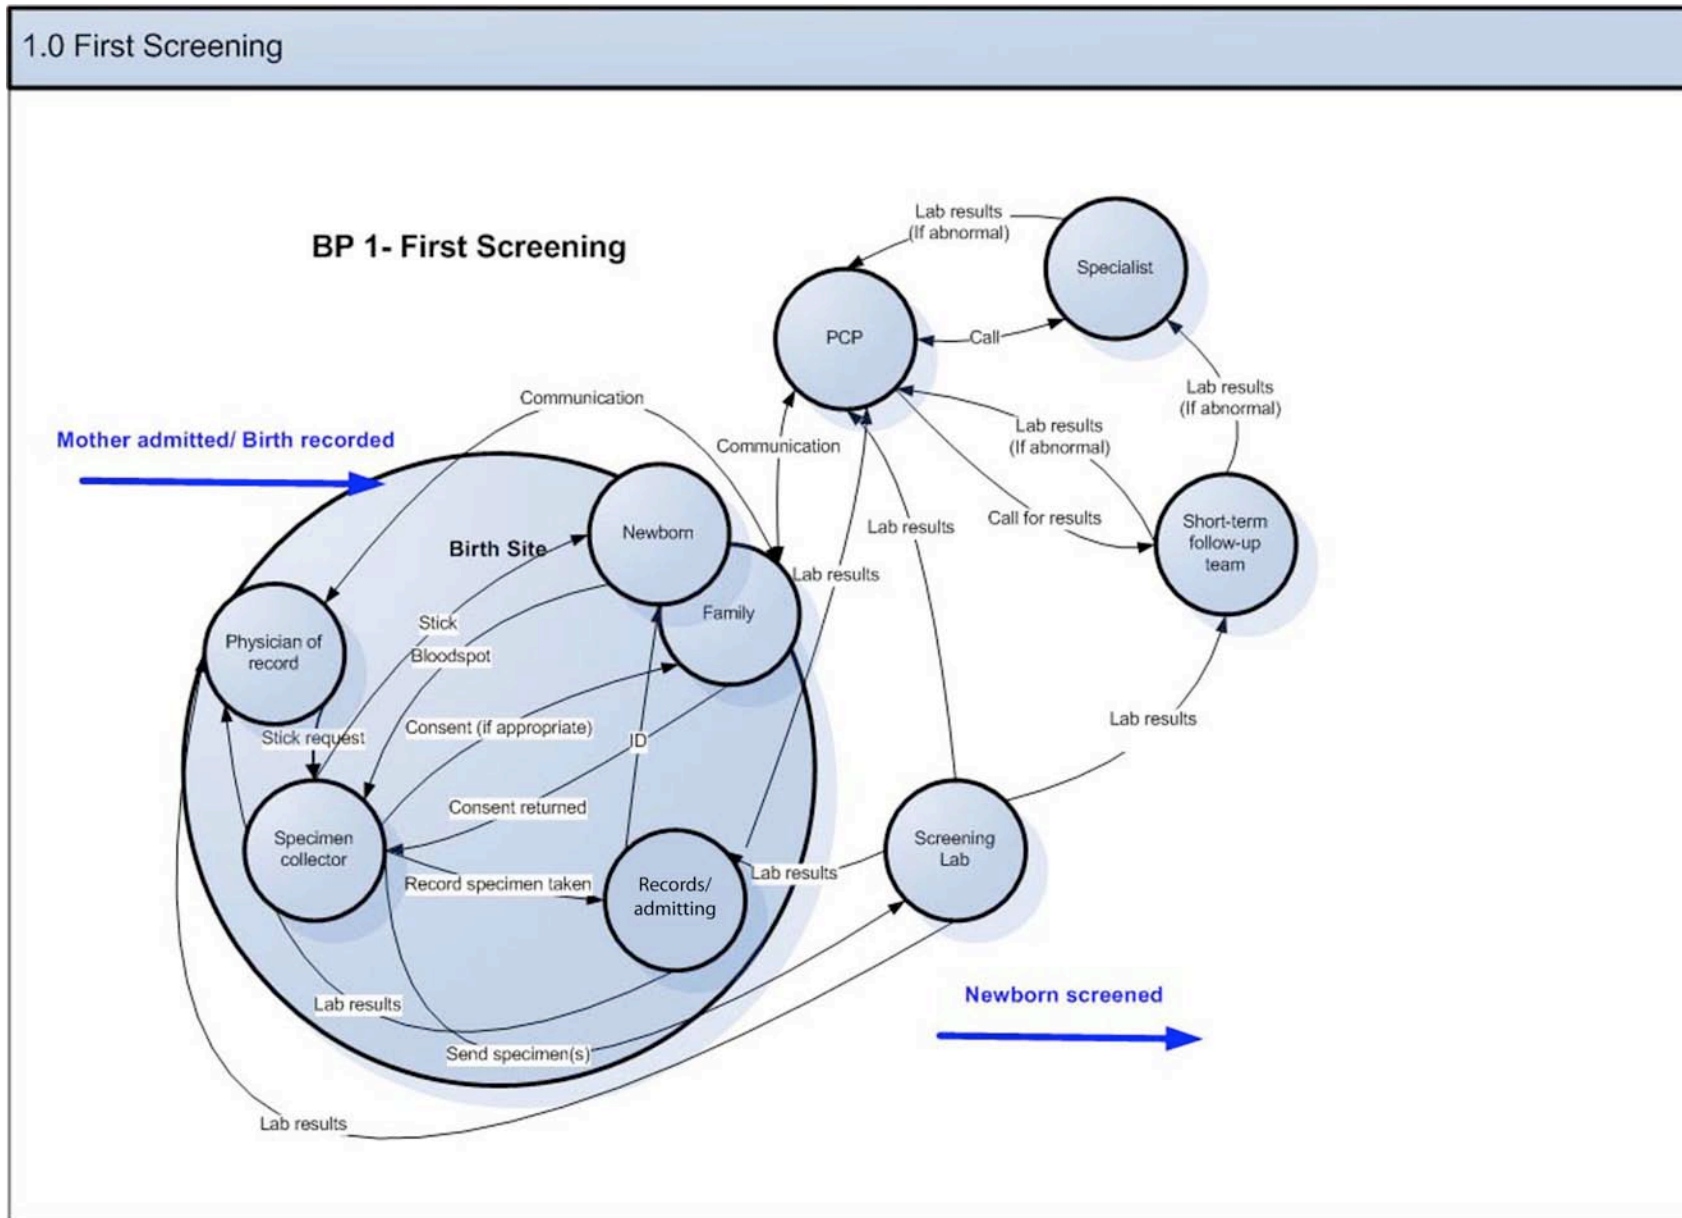 1.0 First Screening
BP 1- First Screening
Lab results
(If abnormal)
Specialist
PCP
Call
Communication
Lab results
(If abnormal)
Mother admitted/ Birth recorded
Communication
Lab results
(If abnormal)
Call for results
Lab results
Short-term
follow-up
team
Newborn
Birth Site
Lab results
Family
Stick
Physician of
record
Bloodspot
Consent (if appropriate)
Stick request
ID
Lab results
Consent returned
Specimen
collector
Screening
Lab
Lab results
Record specimen taken
Records/
admitting
Newborn screened
Lab results
Send specimen(s)
Lab results